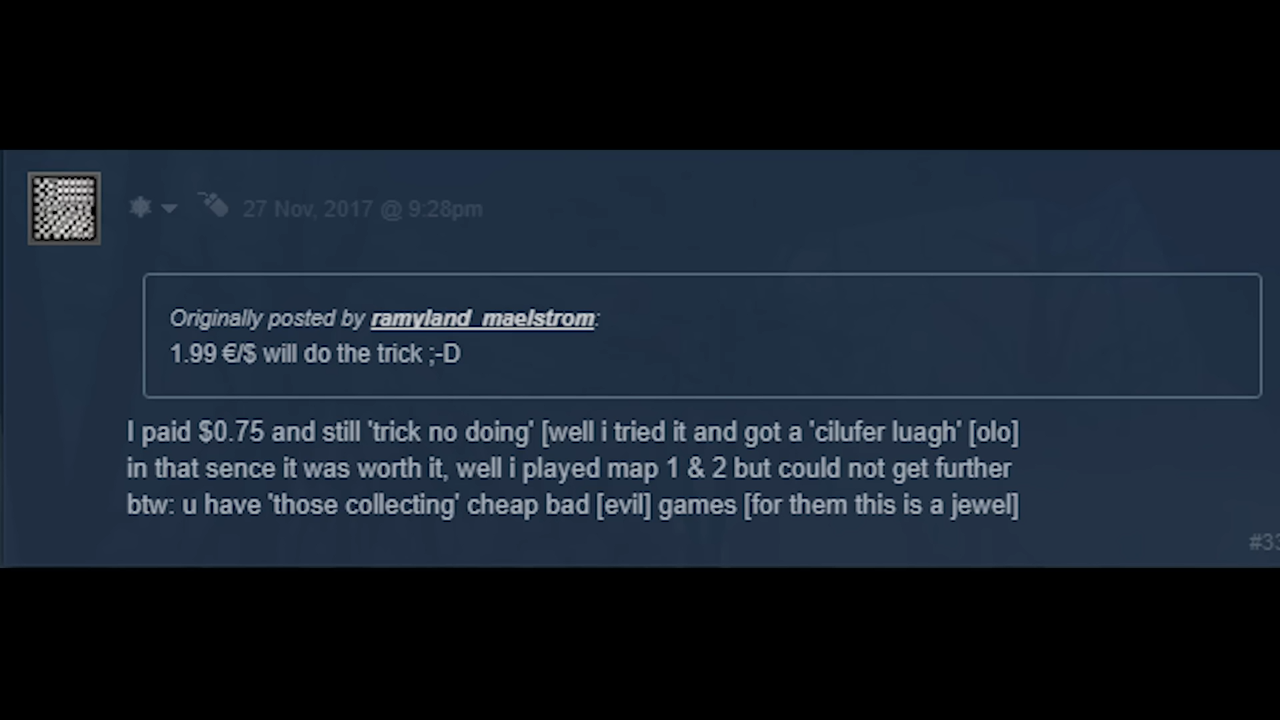 27 Nov, 2017 @ 9:28pm
Originally posted by ramyland_maelstrom:
1.99 €/$ will do the trick ;-D
I paid $0.75 and still 'trick no doing' [well i tried it and got a 'cilufer luagh' [olo]
in that sence it was worth it, well i played map 1 & 2 but could not get further
btw: u have 'those collecting' cheap bad [evil] games [for them this is a jewel]